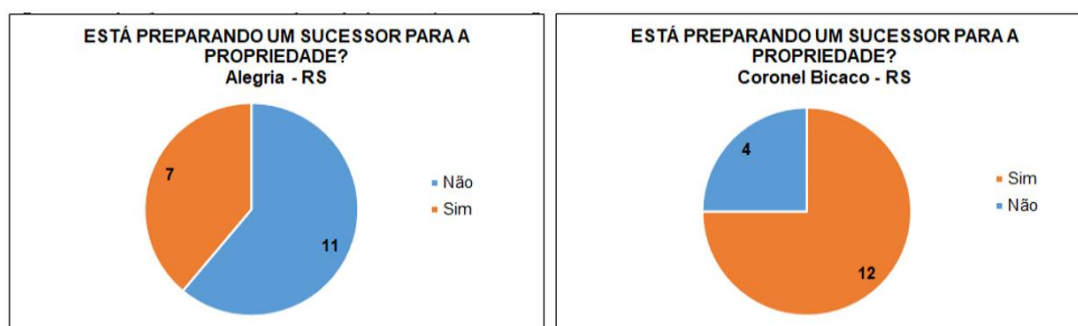 ESTÁ PREPARANDO UM SUCESSOR PARA A
PROPRIEDADE?
Alegria - RS
7
11
Não
Sim
ESTÁ PREPARANDO UM SUCESSOR PARA A
PROPRIEDADE?
Coronel Bicaco - RS
4
12
Sim
Não